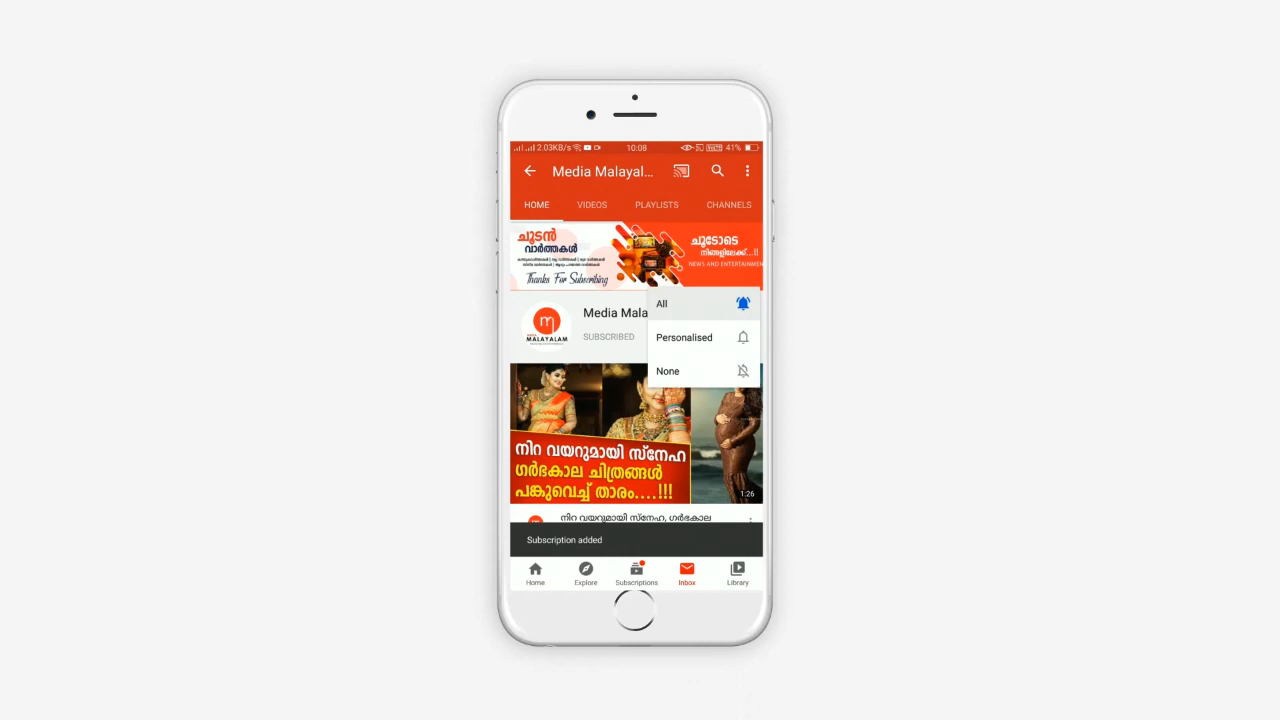 2.03KB/s 10:08 41%
Media Malayal...
HOME VIDEOS PLAYLISTS CHANNELS
ചൂടൻ
വാർത്തകൾ
Thanks For Subscribing
ചൂടോടെ
നിങ്ങളിലേക്ക്...!!
NEWS AND ENTERTAINMEN
Media Mala
SUBSCRIBED
m
MALAYALAM
All
Personalised
None
നിറ വയറുമായി സ്നേഹ
ഗർഭകാല ചിത്രങ്ങൾ
പങ്കുവെച്ച് താരം....!!!
1:26
നിറ വയറുമായി സ്നേഹ, ഗർഭകാല
Subscription added
Home Explore Subscriptions Inbox Library